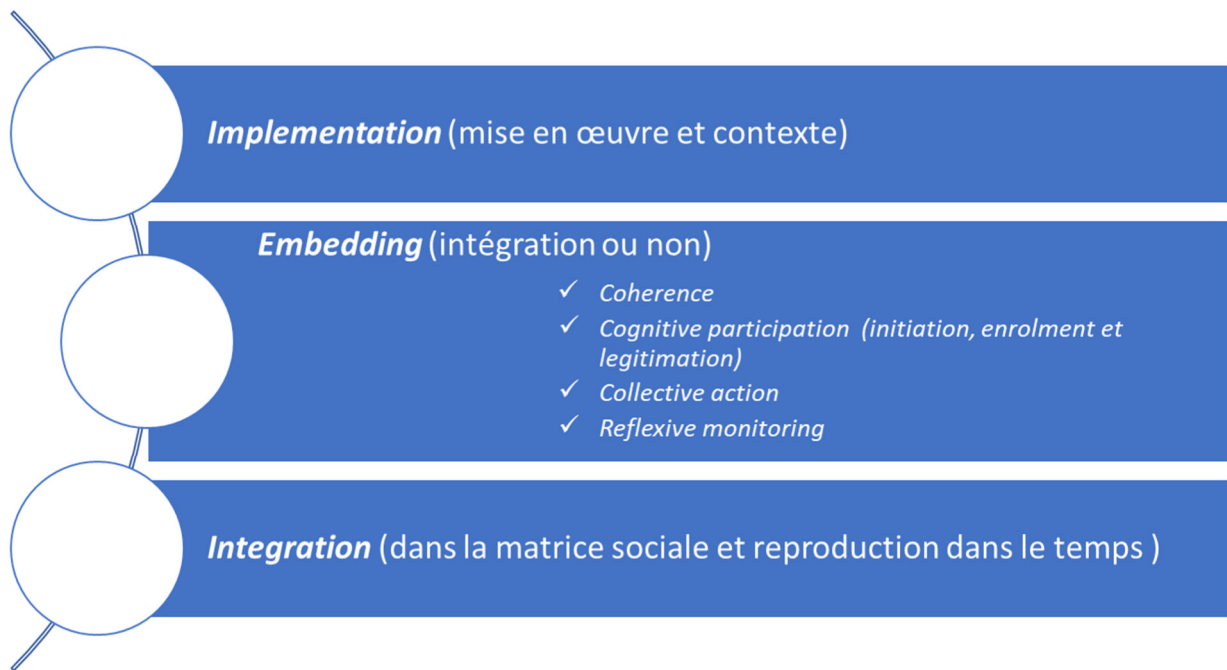 Implementation (mise en œuvre et contexte)
Embedding (intégration ou non)
✓ Coherence
✓ Cognitive participation (initiation, enrolment et
legitimation)
✓ Collective action
✓ Reflexive monitoring
Integration (dans la matrice sociale et reproduction dans le temps )